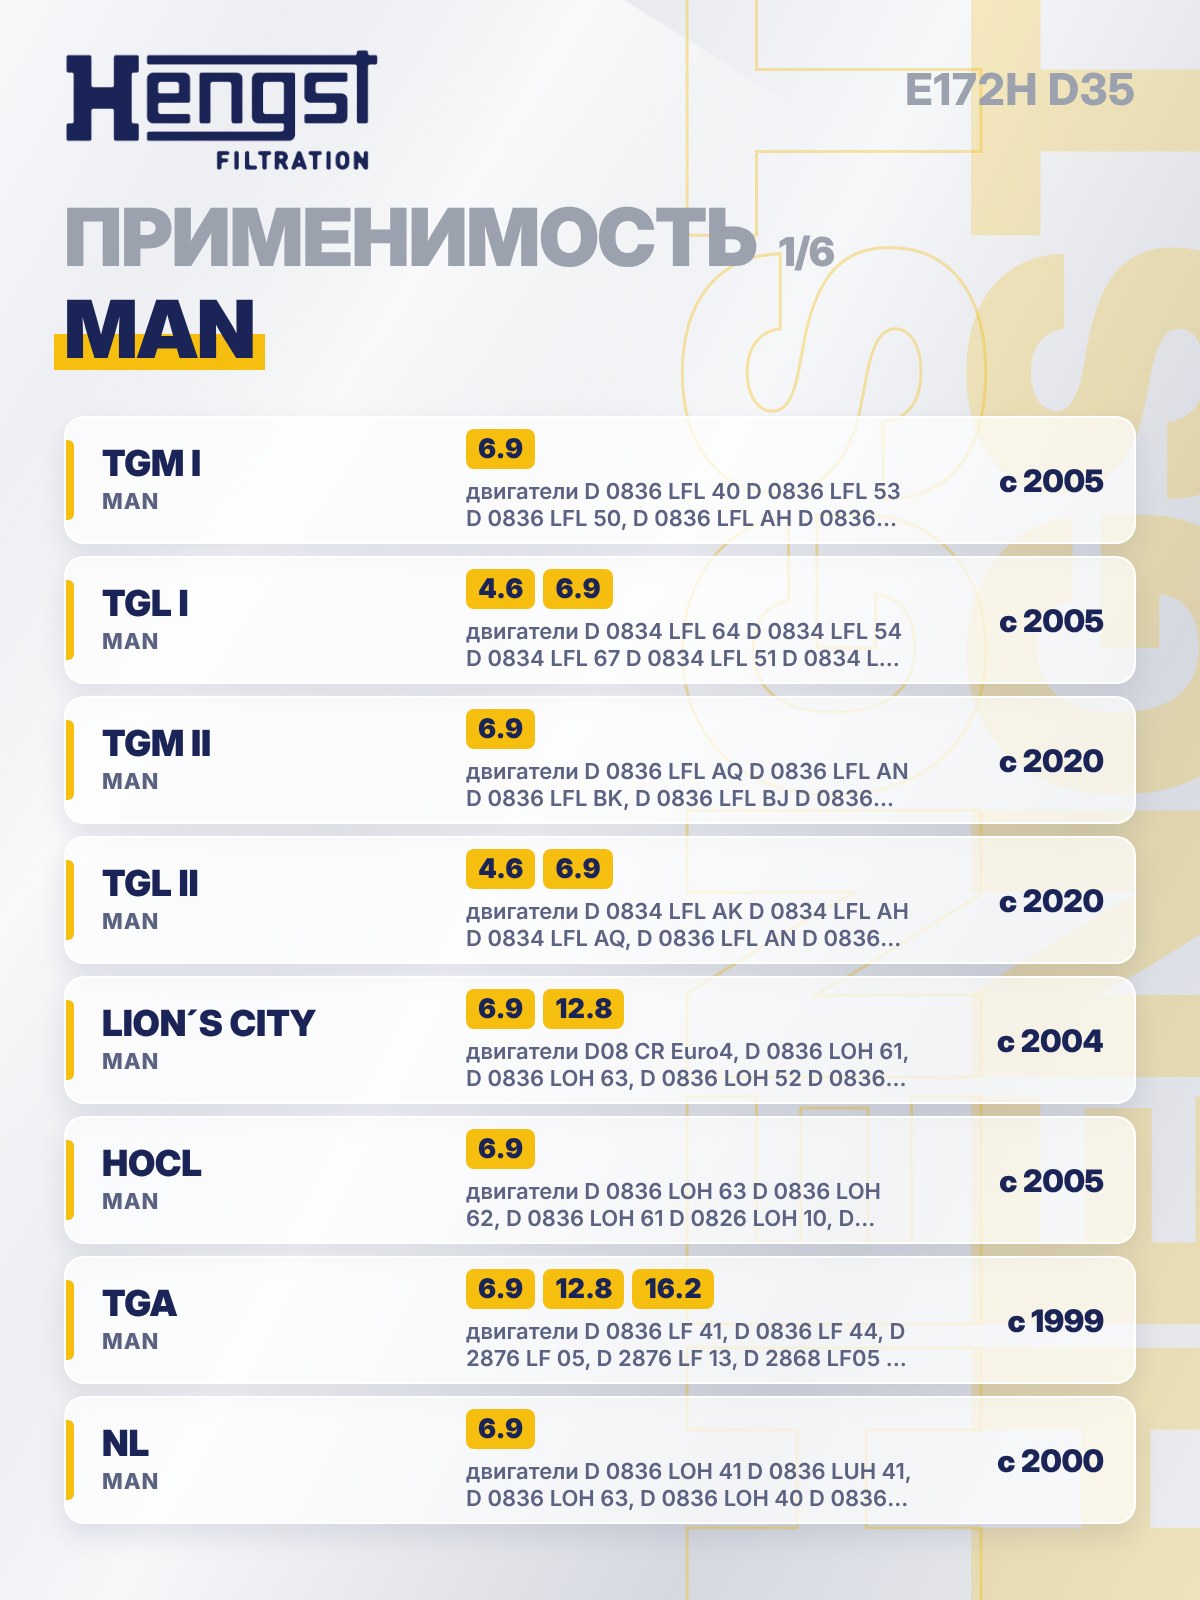 Hengst
FILTRATION
E172H D35
ПРИМЕНИМОСТЬ 1/6
MAN
TGM I
MAN
6.9
двигатели D 0836 LFL 40 D 0836 LFL 53
D 0836 LFL 50, D 0836 LFL AH D 0836...
с 2005
TGL I
MAN
4.6 6.9
двигатели D 0834 LFL 64 D 0834 LFL 54
D 0834 LFL 67 D 0834 LFL 51 D 0834 L...
с 2005
TGM II
MAN
6.9
двигатели D 0836 LFL AQ D 0836 LFL AN
D 0836 LFL BK, D 0836 LFL BJ D 0836...
с 2020
TGL II
MAN
4.6 6.9
двигатели D 0834 LFL AK D 0834 LFL AH
D 0834 LFL AQ, D 0836 LFL AN D 0836...
с 2020
LION´S CITY
MAN
6.9 12.8
двигатели D08 CR Euro4, D 0836 LOH 61,
D 0836 LOH 63, D 0836 LOH 52 D 0836...
с 2004
HOCL
MAN
6.9
двигатели D 0836 LOH 63 D 0836 LOH
62, D 0836 LOH 61 D 0826 LOH 10, D...
с 2005
TGA
MAN
6.9 12.8 16.2
двигатели D 0836 LF 41, D 0836 LF 44, D
2876 LF 05, D 2876 LF 13, D 2868 LF05 ...
с 1999
NL
MAN
6.9
двигатели D 0836 LOH 41 D 0836 LUH 41,
D 0836 LOH 63, D 0836 LOH 40 D 0836...
с 2000
HENGST